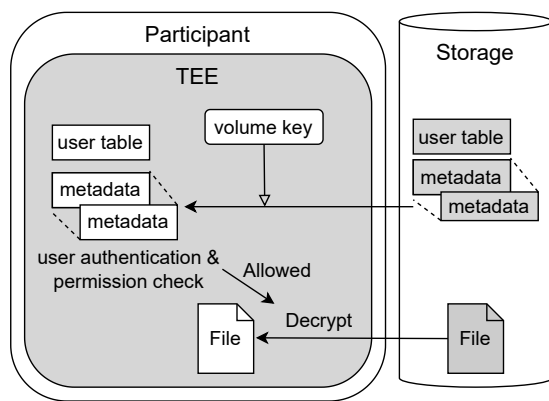 Participant
TEE
volume key
user table
metadata
metadata
user authentication &
permission check
Allowed
Decrypt
File
Storage
user table
metadata
metadata
File